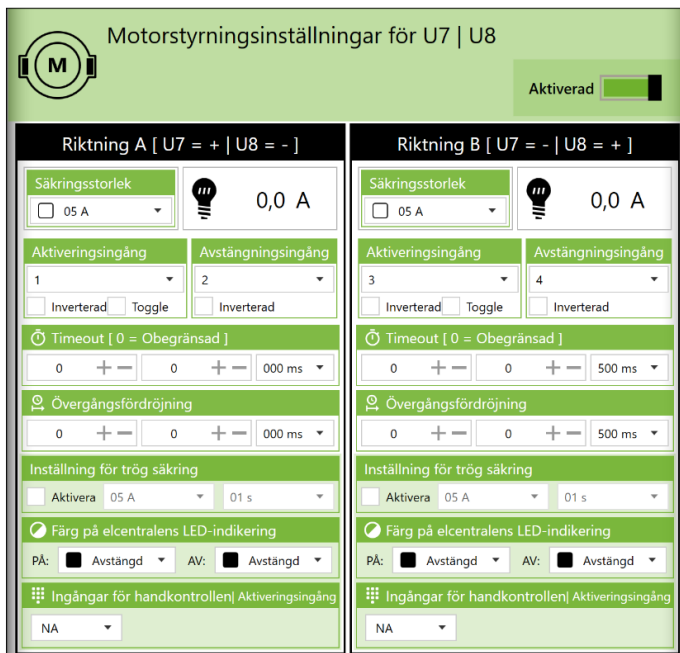 Motorstyrningsinställningar för U7 | U8
M
Aktiverad
Riktning A [ U7 = + | U8 = - ]
Säkringsstorlek
05 A
0,0 A
Aktiveringsingång
Avstängningsingång
1
2
Inverterad Toggle
Inverterad
Timeout [ 0 = Obegränsad ]
0 +− 0 +− 000 ms
Övergångsfördröjning
0 +− 0 +− 000 ms
Inställning för trög säkring
Aktivera 05 A 01 s
Färg på elcentralens LED-indikering
PÅ: Avstängd AV: Avstängd
Ingångar för handkontrollen| Aktiveringsingång
NA
Riktning B [ U7 = - | U8 = + ]
Säkringsstorlek
05 A
0,0 A
Aktiveringsingång
Avstängningsingång
3
4
Inverterad Toggle
Inverterad
Timeout [ 0 = Obegränsad ]
0 +− 0 +− 500 ms
Övergångsfördröjning
0 +− 0 +− 500 ms
Inställning för trög säkring
Aktivera 05 A 01 s
Färg på elcentralens LED-indikering
PÅ: Avstängd AV: Avstängd
Ingångar för handkontrollen| Aktiveringsingång
NA